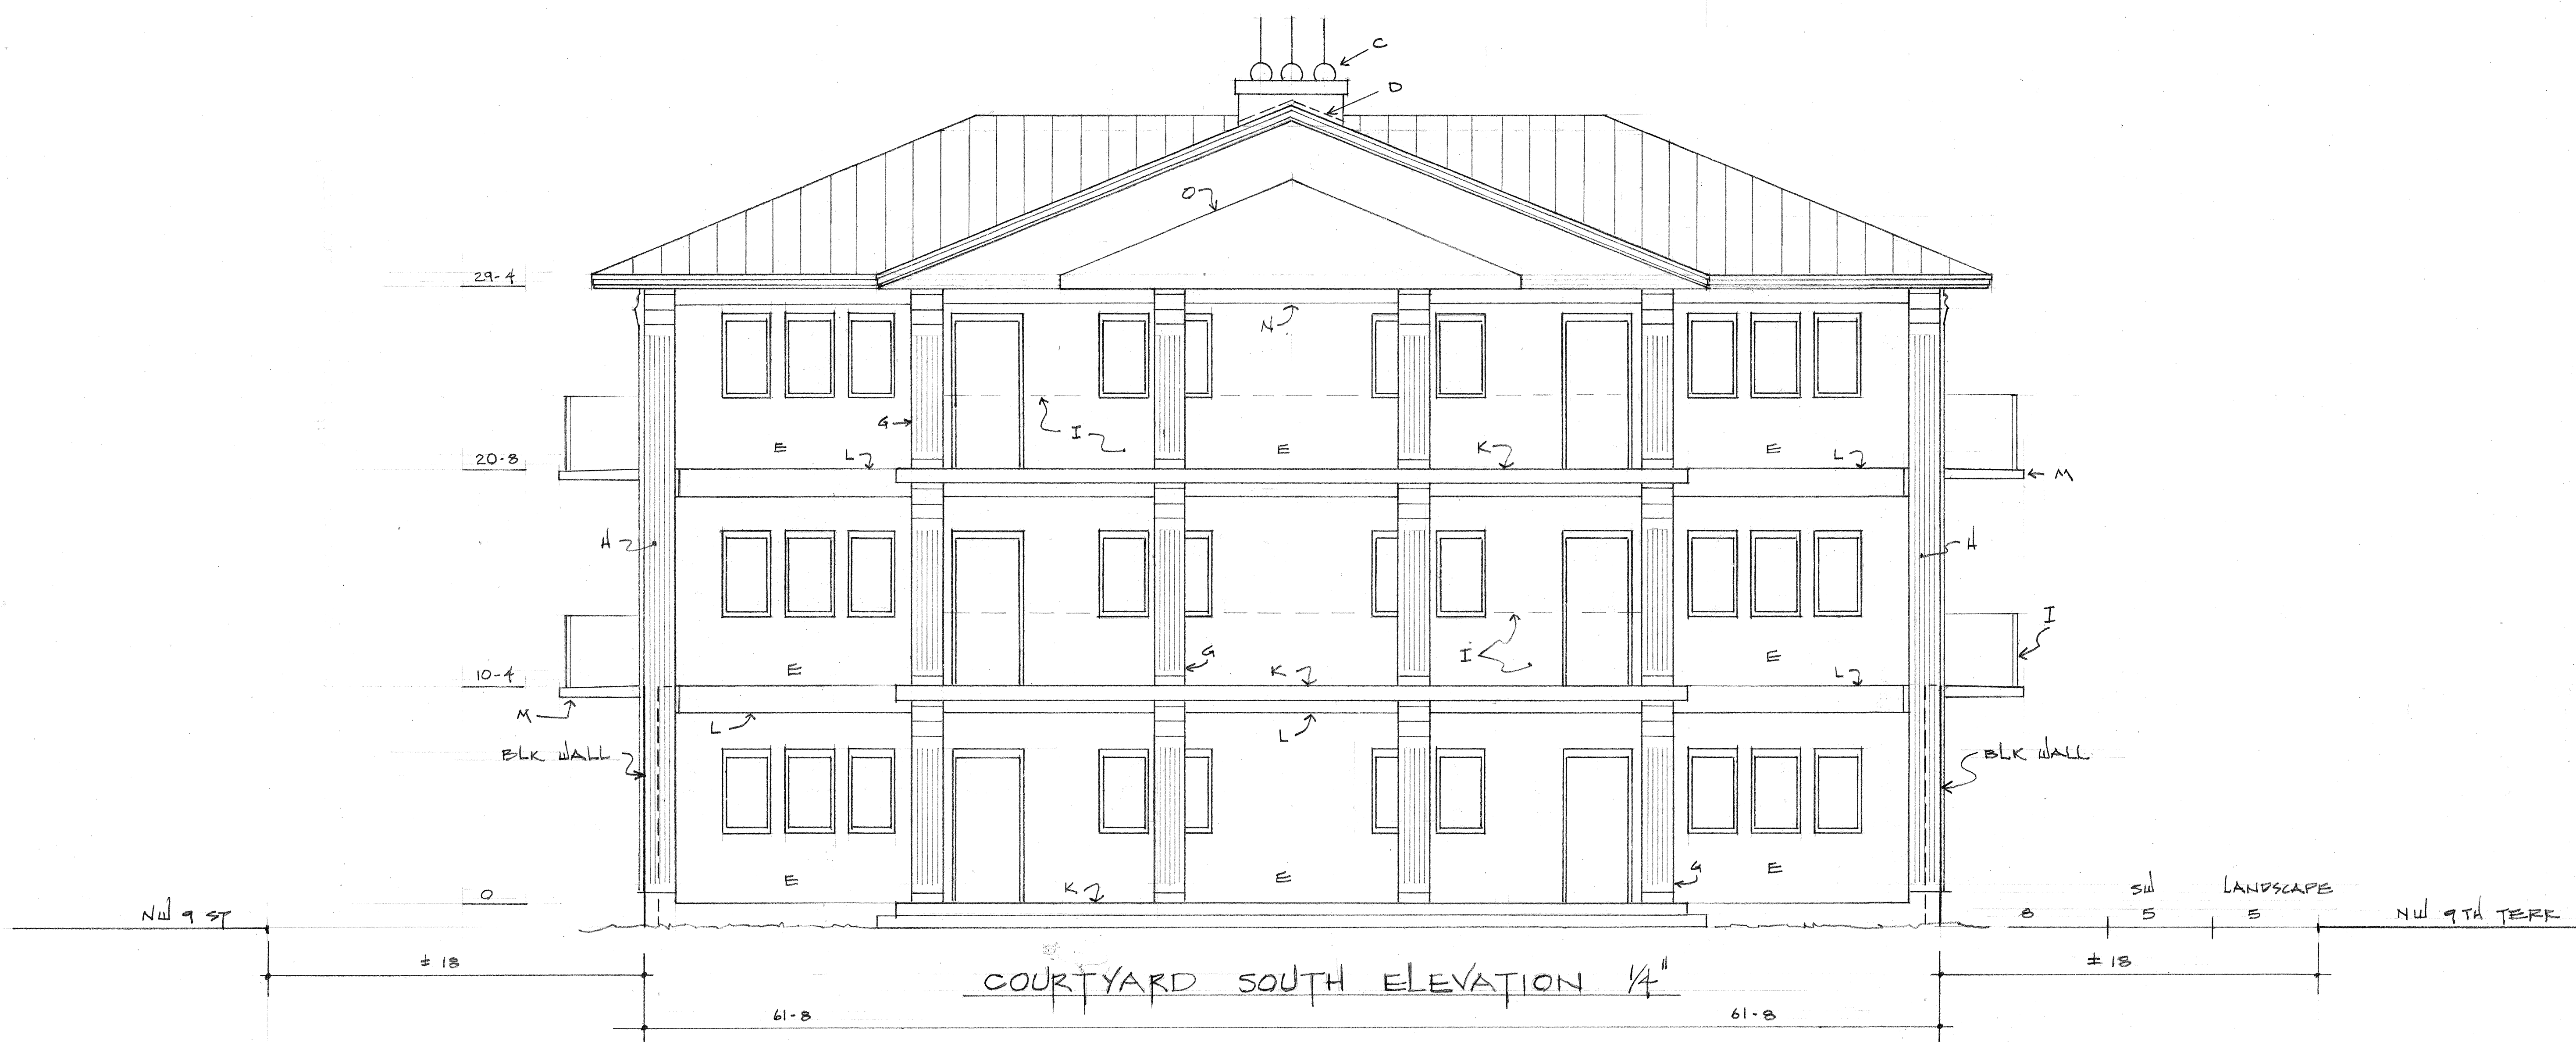 C
D
O
29-4
N
G
I
E
E
K
E
L
L
20-8
M
H
H
I
I
G
E
K
E
L
10-4
M
L
L
BLK WALL
BLK WALL
G
E
E
E
K
0
SW
LANDSCAPE
NW 9 ST
8
5
5
NW 9TH TERR
± 18
± 18
COURTYARD SOUTH ELEVATION 1/4"
61-8
61-8